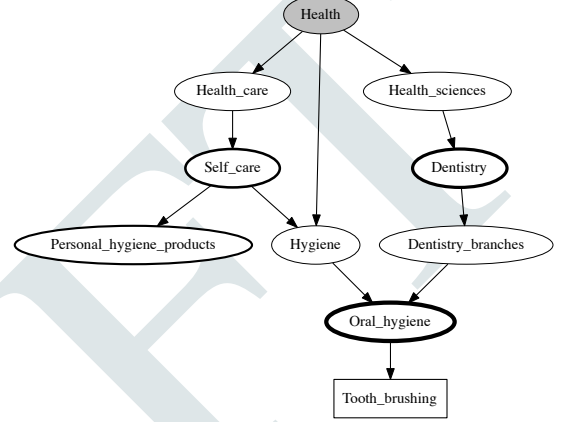 Health
Health_care
Health_sciences
Self_care
Dentistry
Personal_hygiene_products
Hygiene
Dentistry_branches
Oral_hygiene
Tooth_brushing